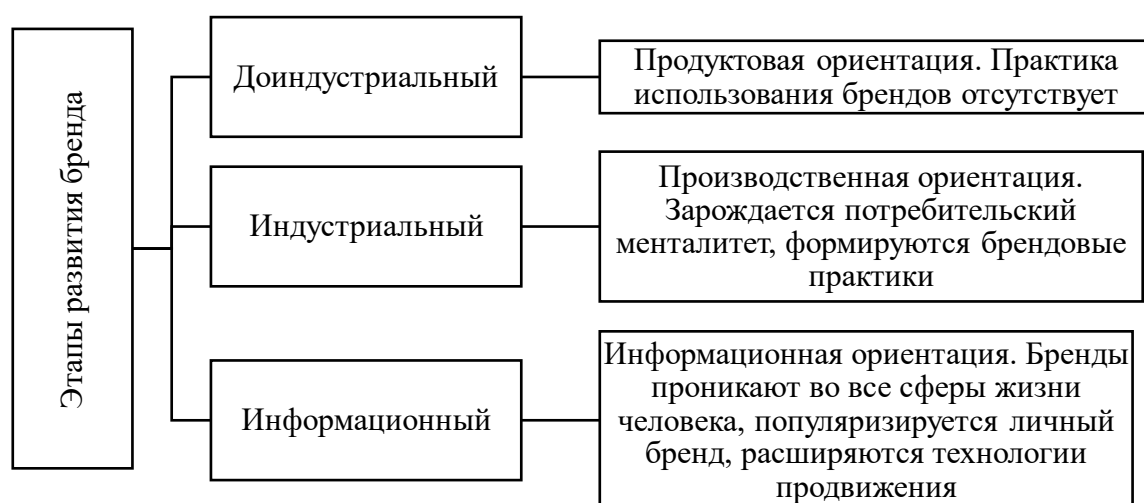 Этапы развития бренда
Доиндустриальный
Продуктовая ориентация. Практика
использования брендов отсутствует
Индустриальный
Производственная ориентация.
Зарождается потребительский
менталитет, формируются брендовые
практики
Информационный
Информационная ориентация. Бренды
проникают во все сферы жизни
человека, популяризируется личный
бренд, расширяются технологии
продвижения